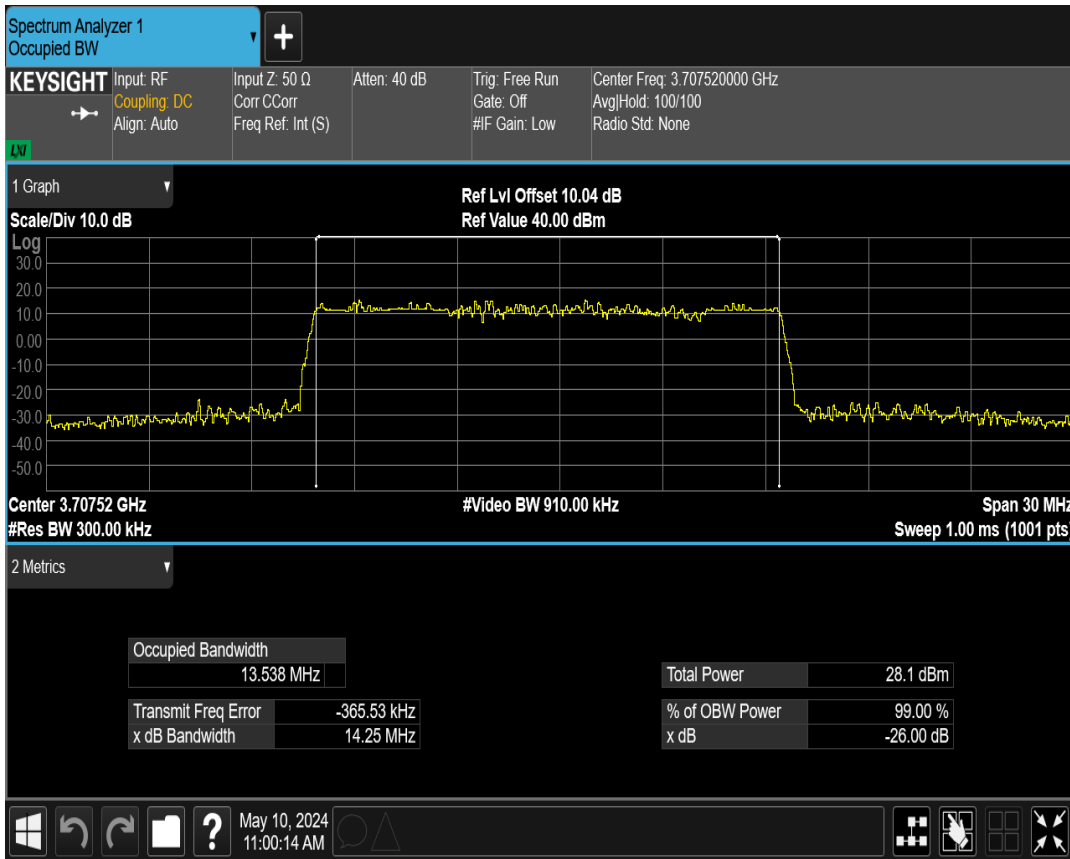 Spectrum Analyzer 1
Occupied BW
+
KEYSIGHT
LXI
Input: RF
Coupling: DC
Align: Auto
Input Z: 50 Ω
Corr CCorr
Freq Ref: Int (S)
Atten: 40 dB
Trig: Free Run
Gate: Off
#IF Gain: Low
Center Freq: 3.707520000 GHz
Avg|Hold: 100/100
Radio Std: None
1 Graph
Scale/Div 10.0 dB
Ref Lvl Offset 10.04 dB
Ref Value 40.00 dBm
Log
30.0
20.0
10.0
0.00
-10.0
-20.0
-30.0
-40.0
-50.0
Center 3.70752 GHz
#Video BW 910.00 kHz
Span 30 MHz
#Res BW 300.00 kHz
Sweep 1.00 ms (1001 pts)
2 Metrics
Occupied Bandwidth
13.538 MHz
Total Power 28.1 dBm
Transmit Freq Error -365.53 kHz
% of OBW Power 99.00 %
x dB Bandwidth 14.25 MHz
x dB -26.00 dB
?
May 10, 2024
11:00:14 AM